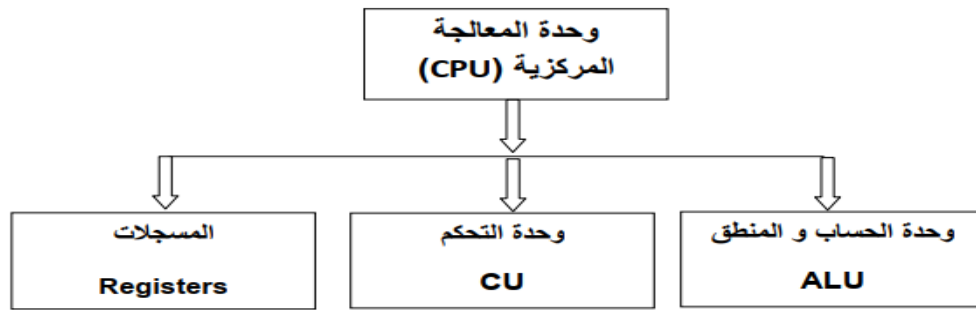 وحدة المعالجة
المركزية (CPU)
وحدة الحساب و المنطق
ALU
وحدة التحكم
CU
المسجلات
Registers